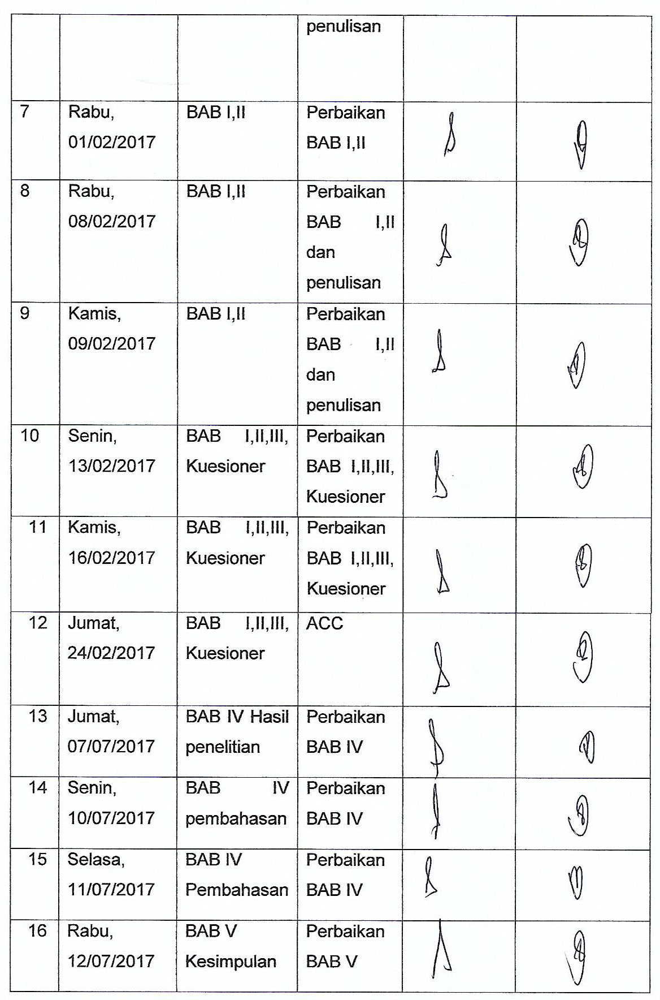 penulisan
7 Rabu, BAB I,II Perbaikan
01/02/2017 BAB I,II
8 Rabu, BAB I,II Perbaikan
08/02/2017 BAB I,II
dan
penulisan
9 Kamis, BAB I,II Perbaikan
09/02/2017 BAB I,II
dan
penulisan
10 Senin, BAB I,II,III, Perbaikan
13/02/2017 Kuesioner BAB I,II,III,
Kuesioner
11 Kamis, BAB I,II,III, Perbaikan
16/02/2017 Kuesioner BAB I,II,III,
Kuesioner
12 Jumat, BAB I,II,III, ACC
24/02/2017 Kuesioner
13 Jumat, BAB IV Hasil Perbaikan
07/07/2017 penelitian BAB IV
14 Senin, BAB IV Perbaikan
10/07/2017 pembahasan BAB IV
15 Selasa, BAB IV Perbaikan
11/07/2017 Pembahasan BAB IV
16 Rabu, BAB V Perbaikan
12/07/2017 Kesimpulan BAB V